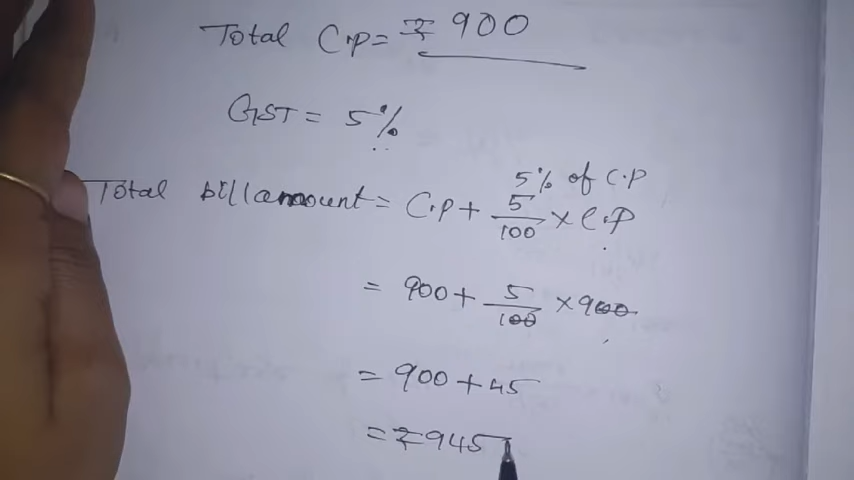 Total C.P = ₹ 900
GST = 5%
5% of C.P
Total bill amount = C.P + 5/100 × C.P
= 900 + 5/100 × 900
= 900 + 45
= ₹ 945